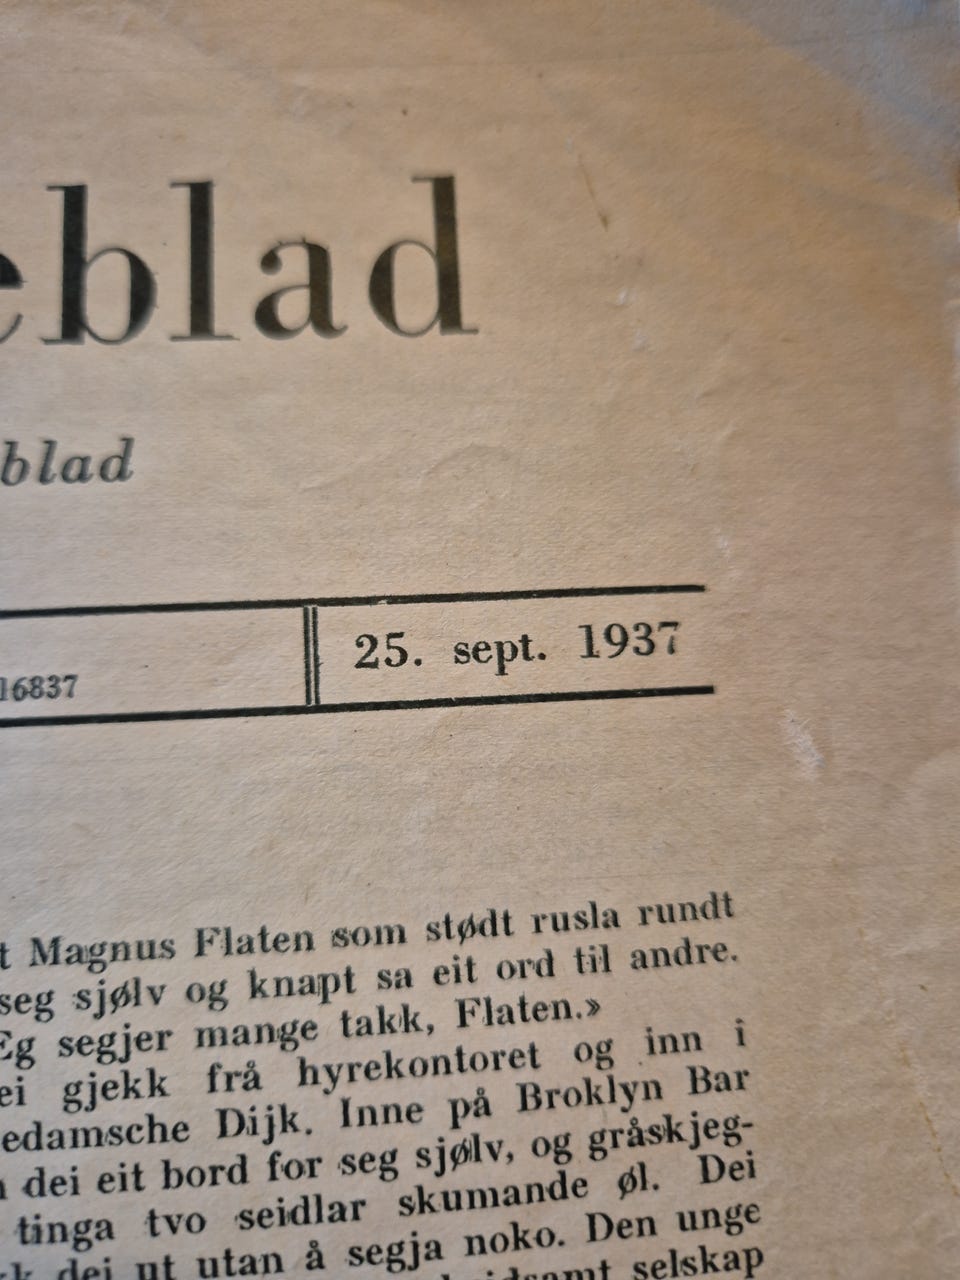 eblad
blad
25. sept. 1937
16837
t Magnus Flaten som stødt rusla rundt
seg sjølv og knapt sa eit ord til andre.
Eg segjer mange takk, Flaten.»
ei gjekk frå hyrekontoret og inn i
edamsche Dijk. Inne på Broklyn Bar
dei eit bord for seg sjølv, og gråskjeg-
tinga tvo seidlar skumande øl. Dei
k dei ut utan å segja noko. Den unge
selskap